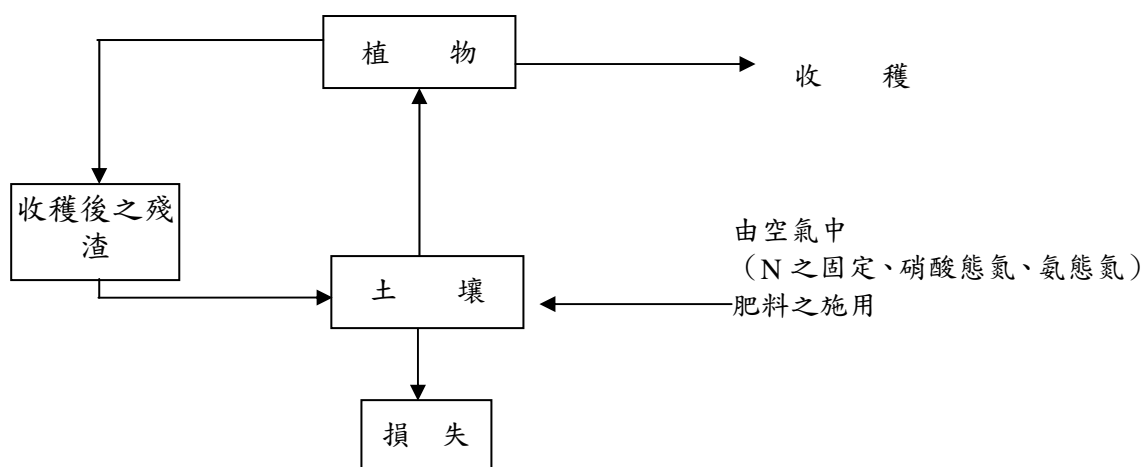 植 物
收 穫
收穫後之殘
渣
由空氣中
（N 之固定、硝酸態氮、氨態氮）
肥料之施用
土 壤
損 失